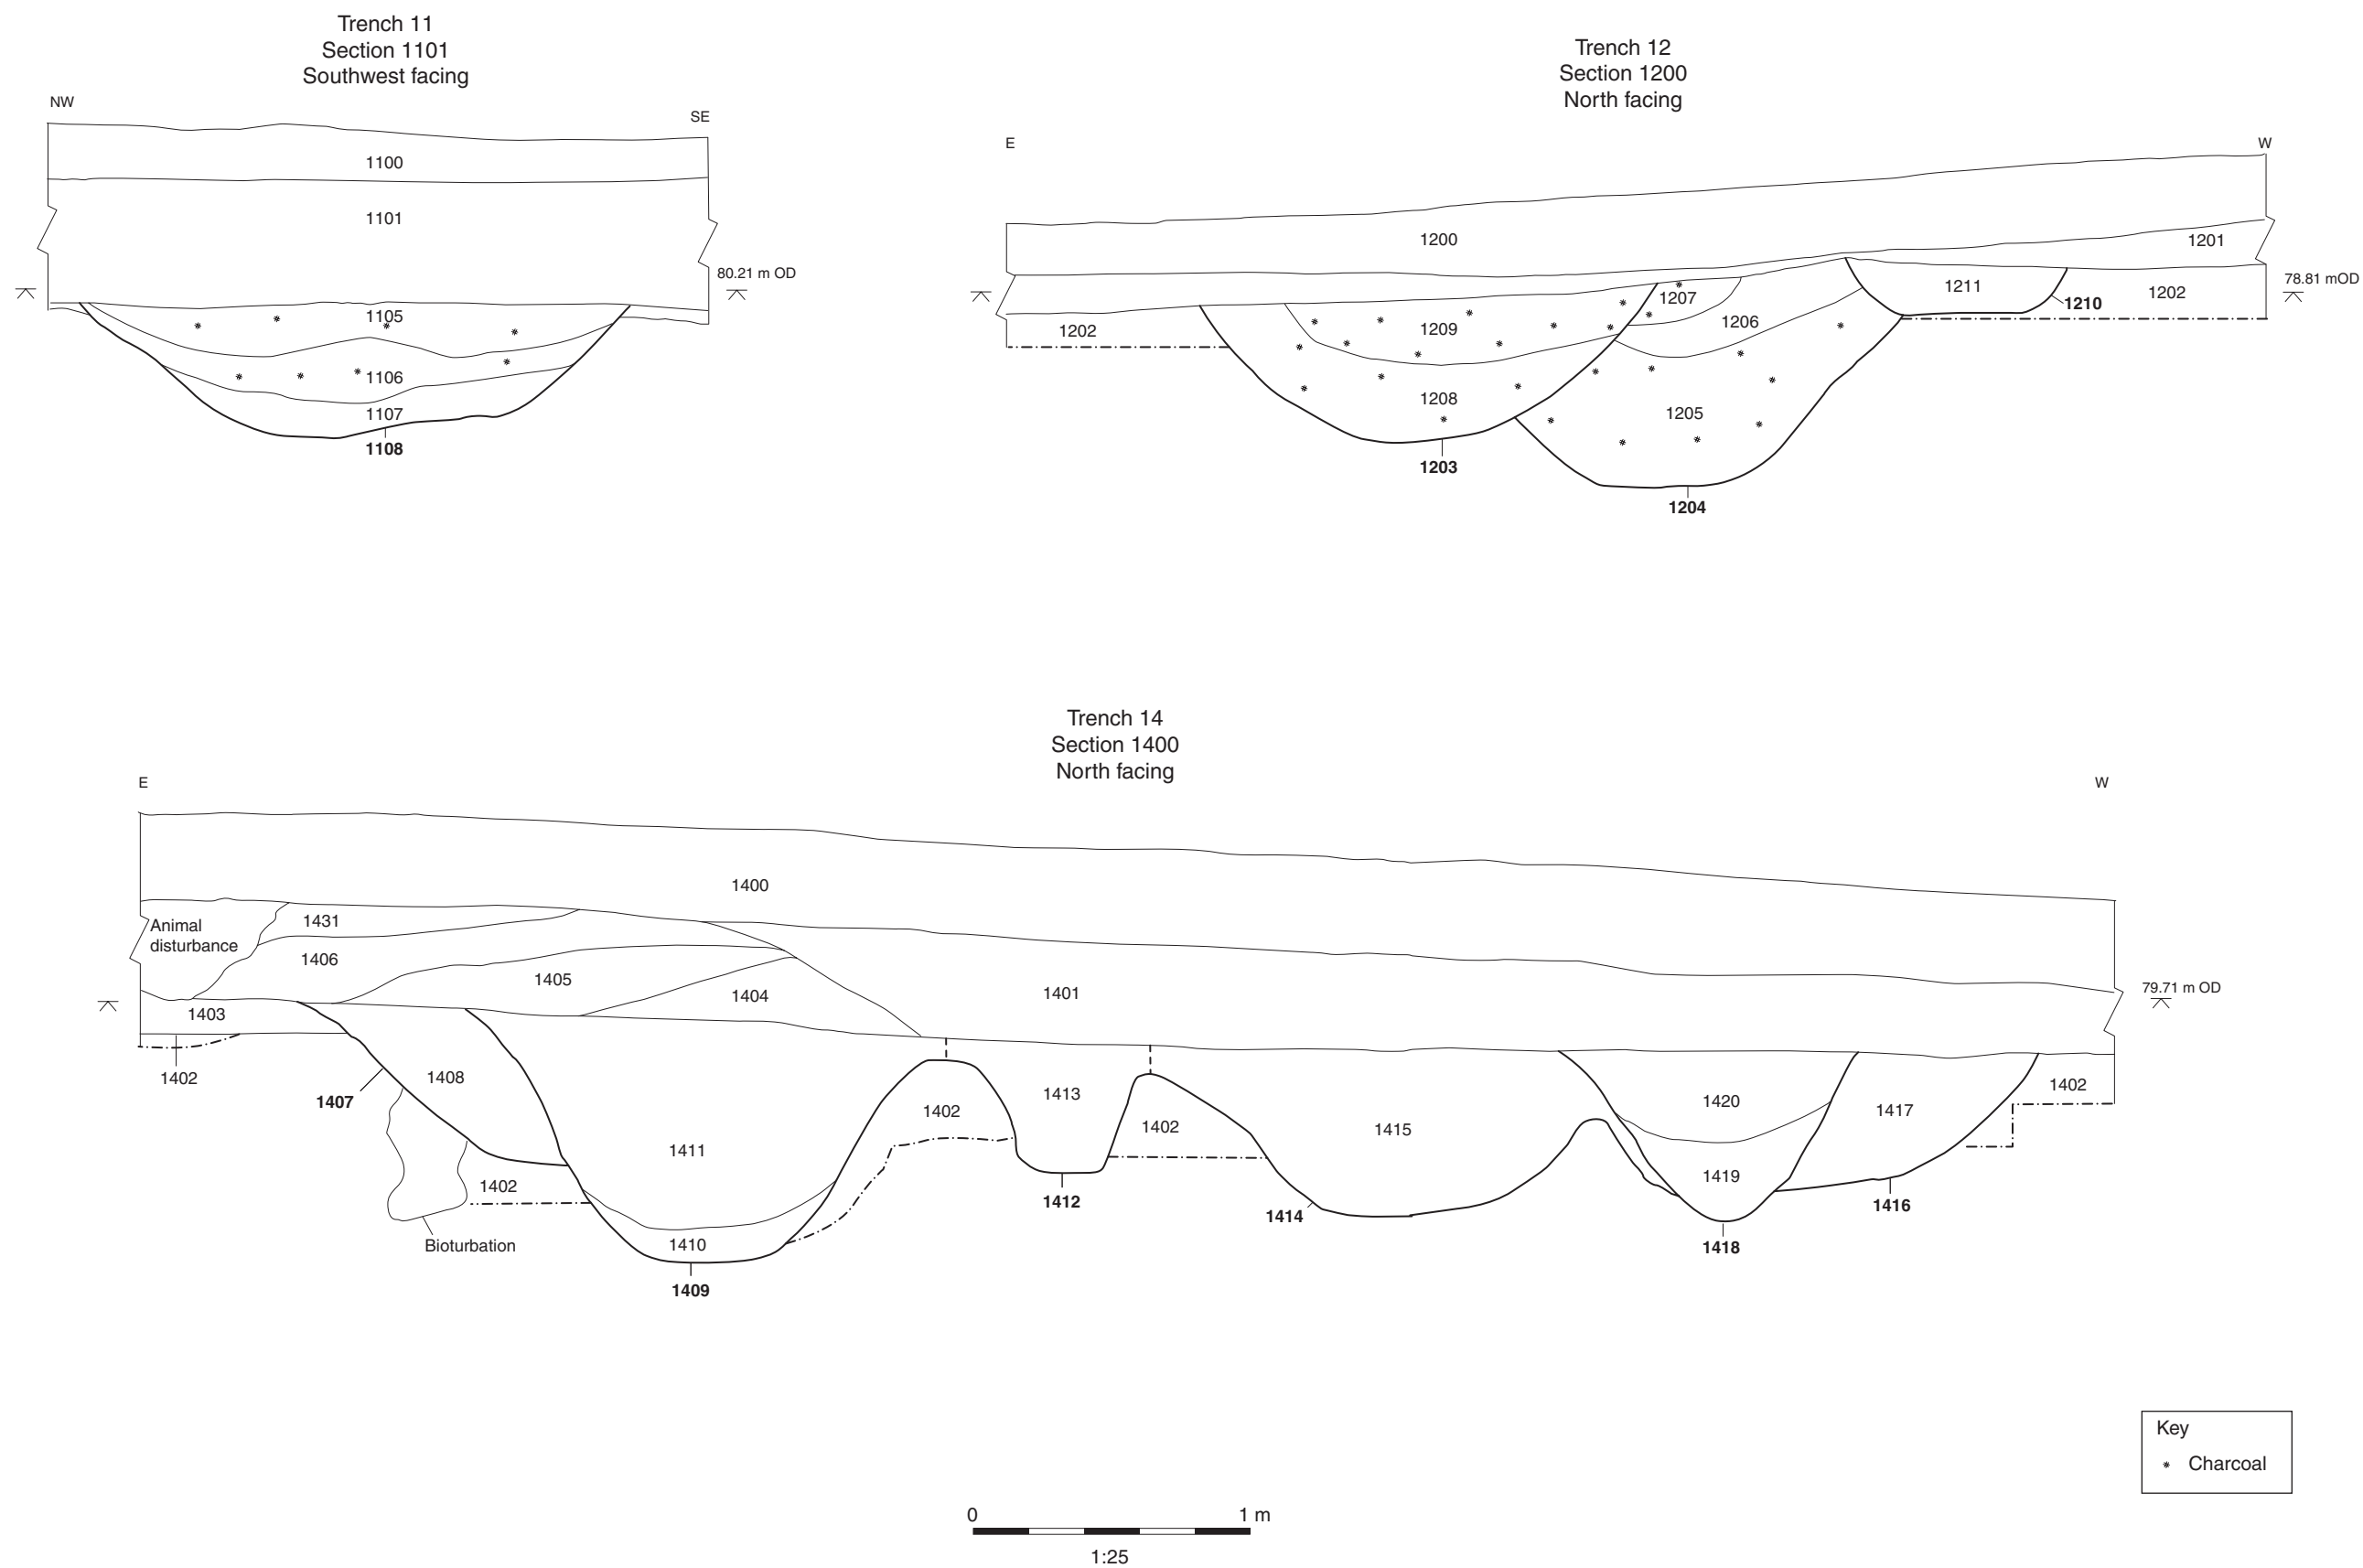 Trench 11
Section 1101
Southwest facing
NW
SE
1100
1101
80.21 m OD
1105
1106
1107
1108
Trench 12
Section 1200
North facing
E
W
1200
1201
78.81 mOD
1211
1202
1207
1210
1206
1209
1202
1208
1205
1203
1204
Trench 14
Section 1400
North facing
E
W
1400
1431
Animal
disturbance
1406
1405
1404
1401
79.71 m OD
1403
1402
1408
1407
1413
1402
1402
1420
1417
1402
1415
1411
1402
1419
1412
1414
1416
1410
Bioturbation
1418
1409
Key
Charcoal
0 1 m
1:25